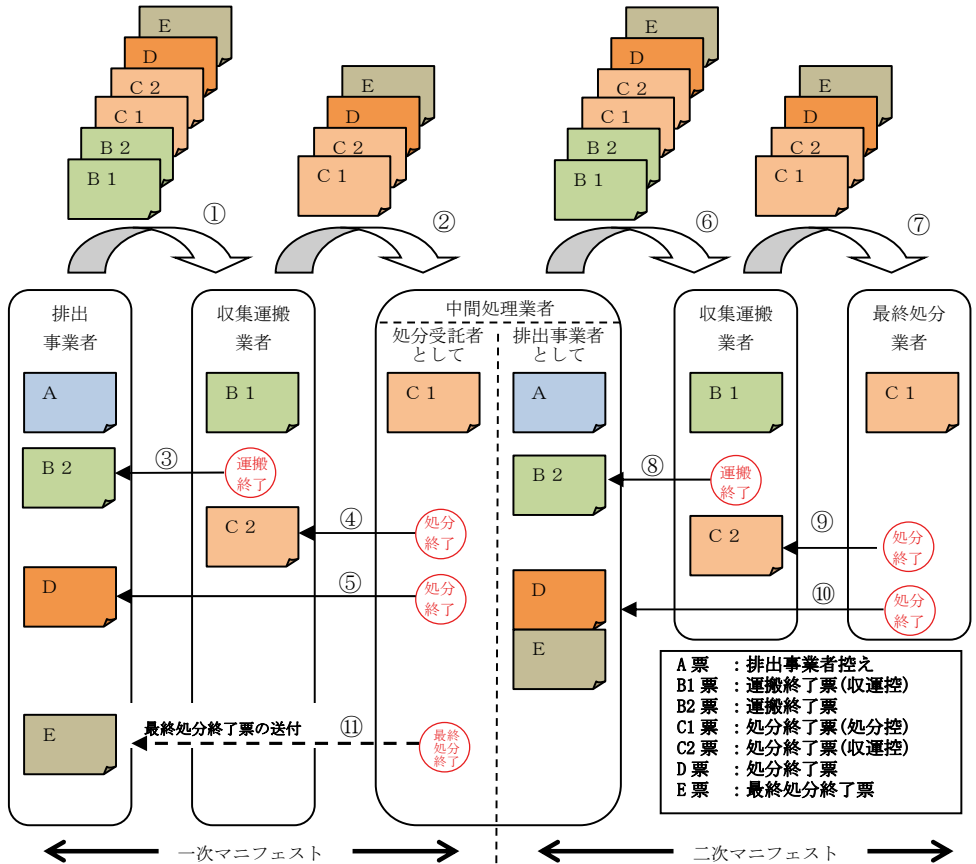 E
D
C 2
C 1
B 2
B 1
①
E
D
C 2
C 1
②
E
D
C 2
C 1
B 2
B 1
⑥
E
D
C 2
C 1
⑦
排出
事業者
A
B 2
D
E
収集運搬
業者
B 1
③
運搬
終了
C 2
中間処理業者
処分受託者
として
C 1
④
処分
終了
⑤
処分
終了
最終処分終了票の送付
⑪
最終
処分
終了
排出事業者として
A
B 2
D
E
収集運搬
業者
B 1
⑧
運搬
終了
C 2
最終処分
業者
C 1
⑨
処分
終了
⑩
処分
終了
A 票 :排出事業者控え
B1 票 :運搬終了票(収運控)
B2 票 :運搬終了票
C1 票 :処分終了票(処分控)
C2 票 :処分終了票(収運控)
D 票 :処分終了票
E 票 :最終処分終了票
一次マニフェスト
二次マニフェスト